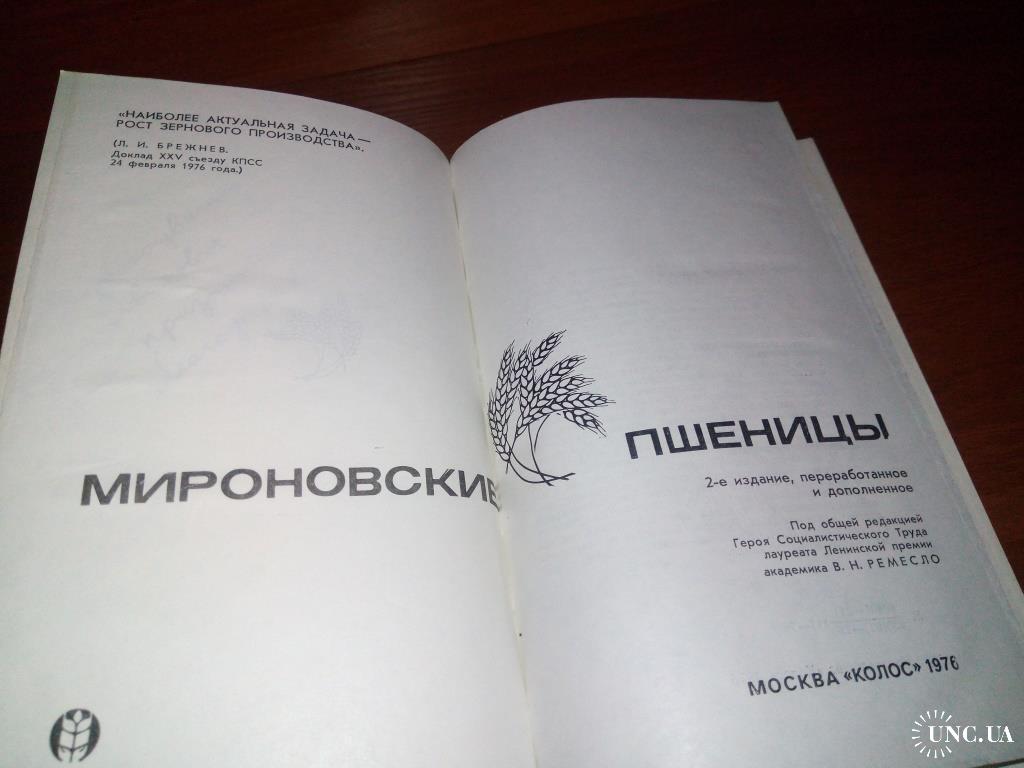 «НАИБОЛЕЕ АКТУАЛЬНАЯ ЗАДАЧА —
РОСТ ЗЕРНОВОГО ПРОИЗВОДСТВА».
(Л. И. БРЕЖНЕВ.
Доклад XXV съезду КПСС
24 февраля 1976 года.)
МИРОНОВСКИЕ
ПШЕНИЦЫ
2-е издание, переработанное
и дополненное
Под общей редакцией
Героя Социалистического Труда
лауреата Ленинской премии
академика В. Н. РЕМЕСЛО
МОСКВА «КОЛОС» 1976
UNC.UA